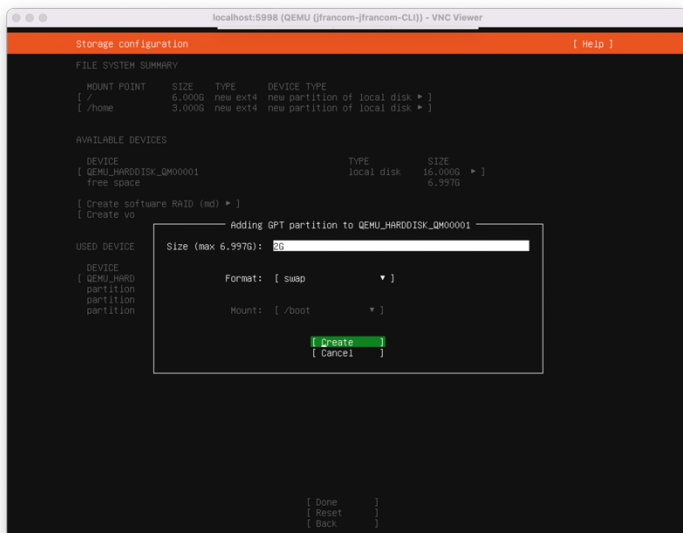 localhost:5998 (QEMU (jfrancom-jfrancom-CLI)) - VNC Viewer
Storage configuration [ Help ]
FILE SYSTEM SUMMARY
MOUNT POINT SIZE TYPE DEVICE TYPE
[ / 6.000G new ext4 new partition of local disk ▸ ]
[ /home 3.000G new ext4 new partition of local disk ▸ ]
AVAILABLE DEVICES
DEVICE TYPE SIZE
[ QEMU_HARDDISK_QM00001 local disk 16.000G ▸ ]
free space 6.997G
[ Create software RAID (md) ▸ ]
[ Create vo
Adding GPT partition to QEMU_HARDDISK_QM00001
USED DEVICE
Size (max 6.997G): 2G
DEVICE
[ QEMU_HARD
Format: [ swap ▾ ]
partition
partition
partition
Mount: [ /boot ▾ ]
[ Create ]
[ Cancel ]
[ Done ]
[ Reset ]
[ Back ]